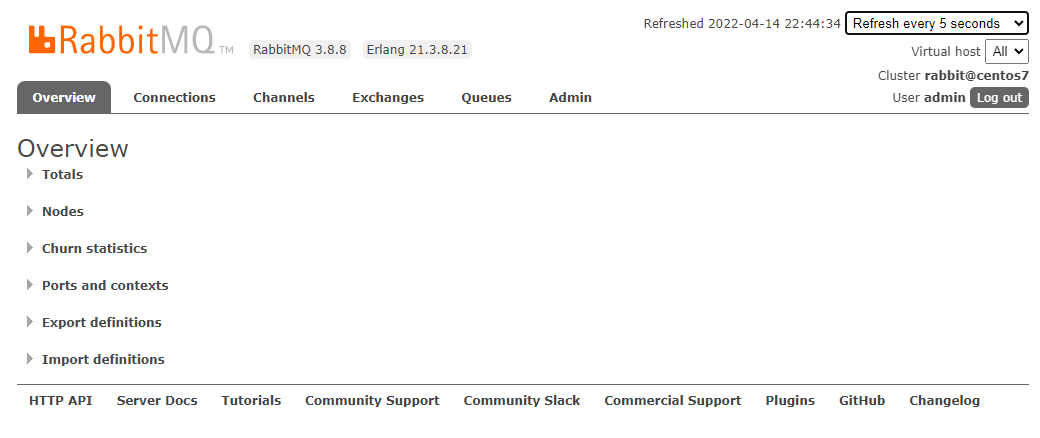 Refreshed 2022-04-14 22:44:34 Refresh every 5 seconds
RabbitMQ TM RabbitMQ 3.8.8 Erlang 21.3.8.21
Virtual host All
Cluster rabbit@centos7
User admin Log out
Overview Connections Channels Exchanges Queues Admin
Overview
Totals
Nodes
Churn statistics
Ports and contexts
Export definitions
Import definitions
HTTP API Server Docs Tutorials Community Support Community Slack Commercial Support Plugins GitHub Changelog